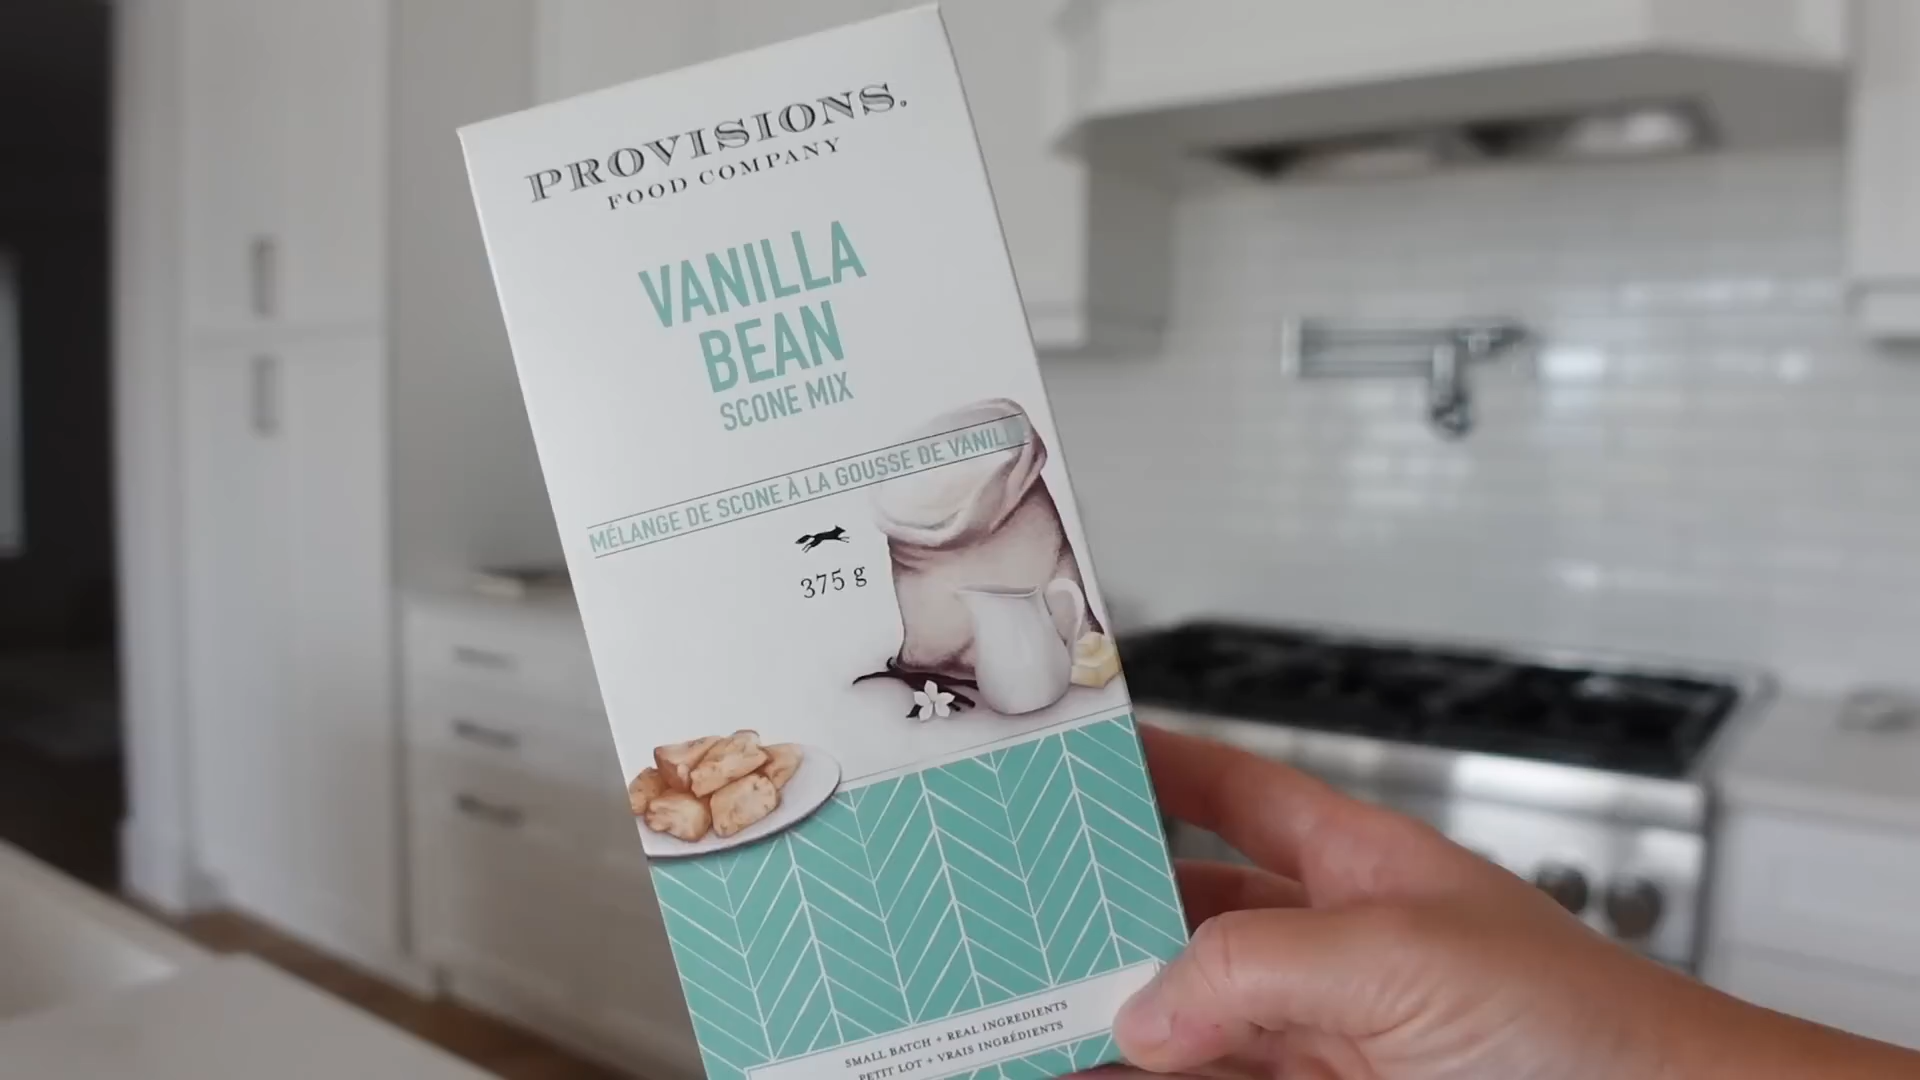 PROVISIONS.
FOOD COMPANY
VANILLA
BEAN
SCONE MIX
MÉLANGE DE SCONE À LA GOUSSE DE
375 g
SMALL BATCH + REAL INGREDIENTS
PETIT LOT + VRAIS INGRÉDIENTS